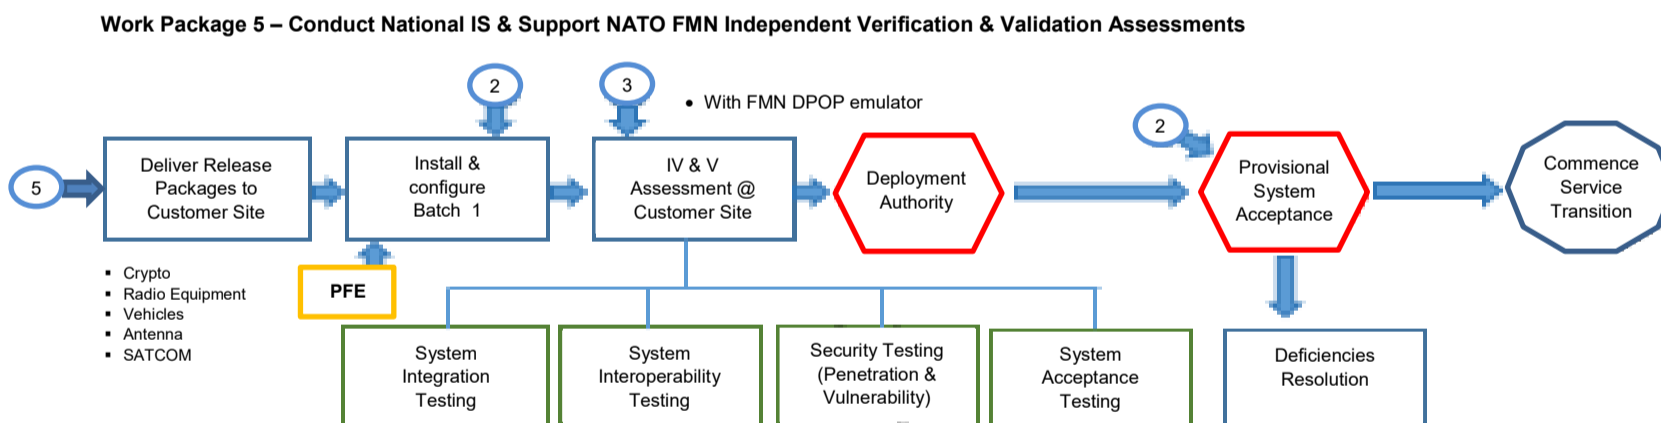 Work Package 5 – Conduct National IS & Support NATO FMN Independent Verification & Validation Assessments
2
3
• With FMN DPOP emulator
2
5
Deliver Release
Packages to
Customer Site
Install &
configure
Batch 1
IV & V
Assessment @
Customer Site
Deployment
Authority
Provisional
System
Acceptance
Commence
Service
Transition
▪ Crypto
▪ Radio Equipment
▪ Vehicles
▪ Antenna
▪ SATCOM
PFE
System
Integration
Testing
System
Interoperability
Testing
Security Testing
(Penetration &
Vulnerability)
System
Acceptance
Testing
Deficiencies
Resolution